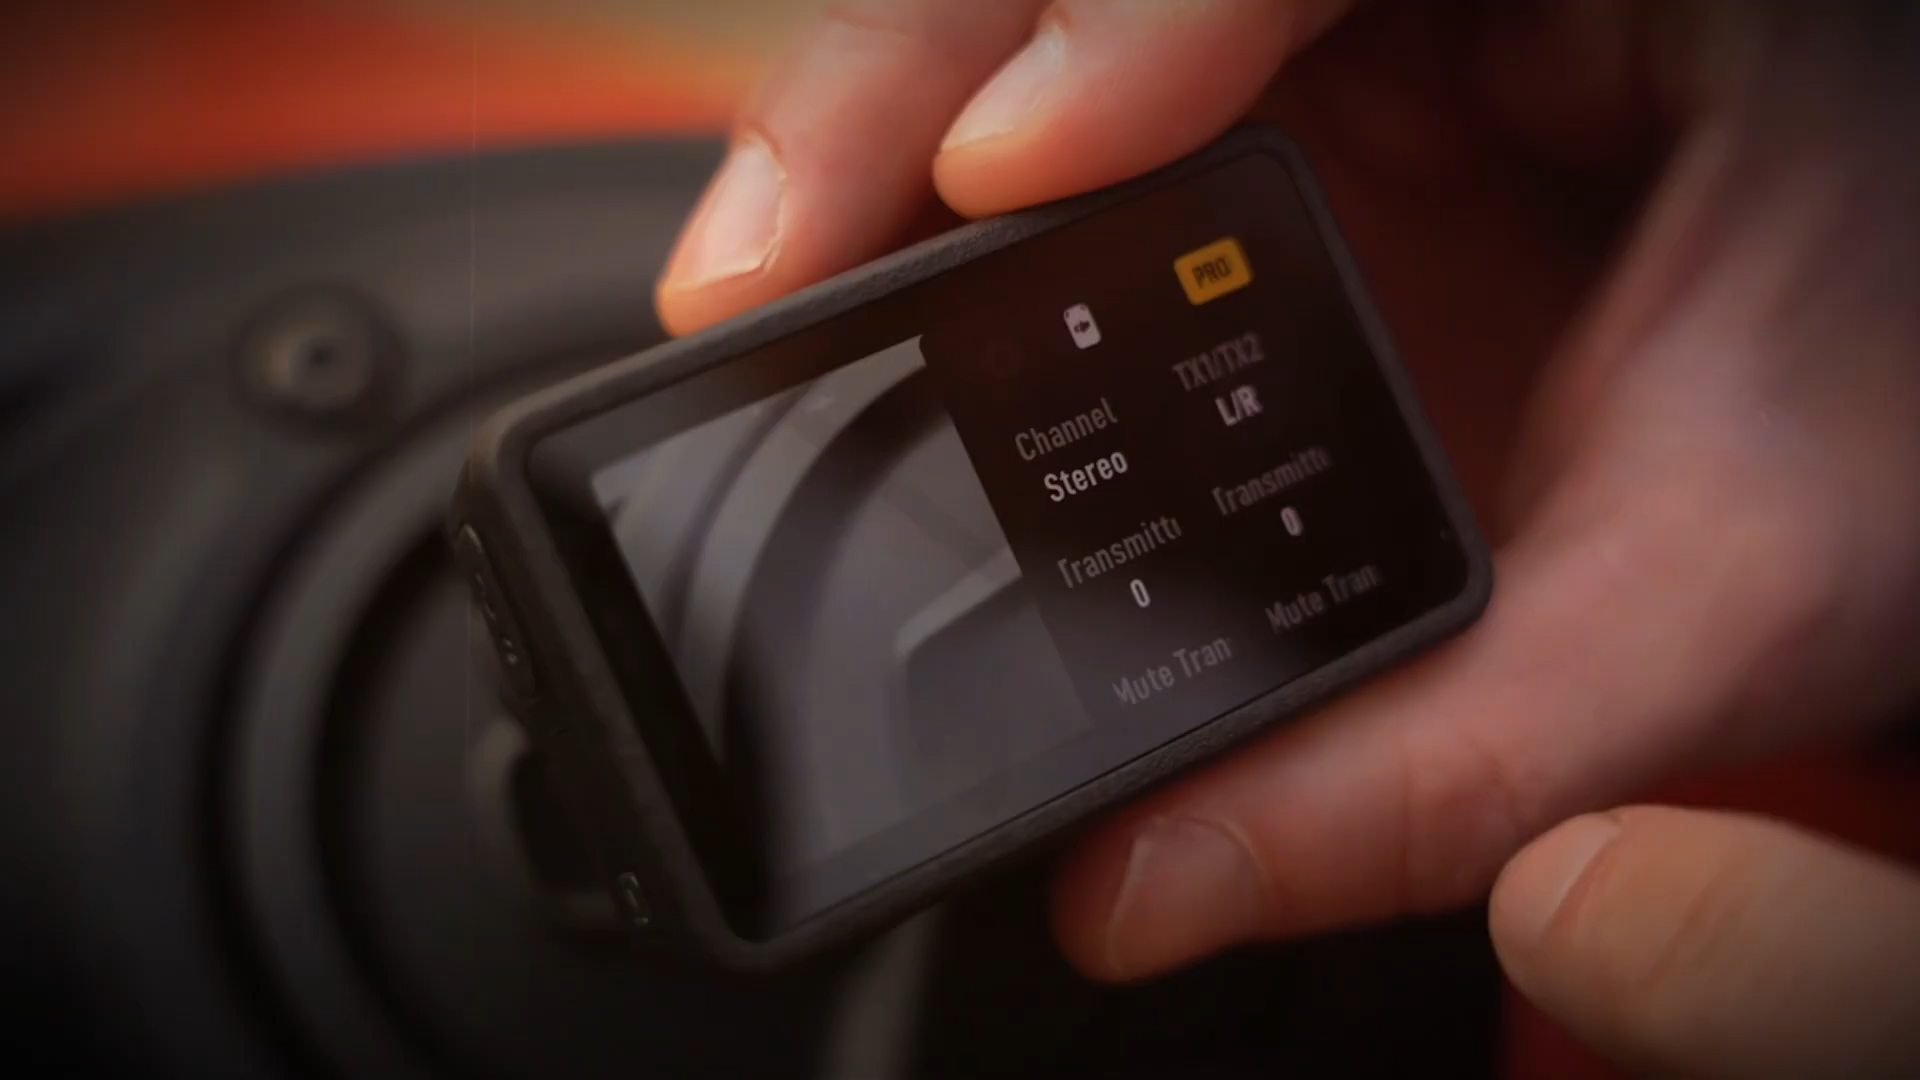 PRO
Channel
Stereo
TX1/TX2
L/R
Transmitt
0
Transmitt
0
Mute Tran
Mute Tran